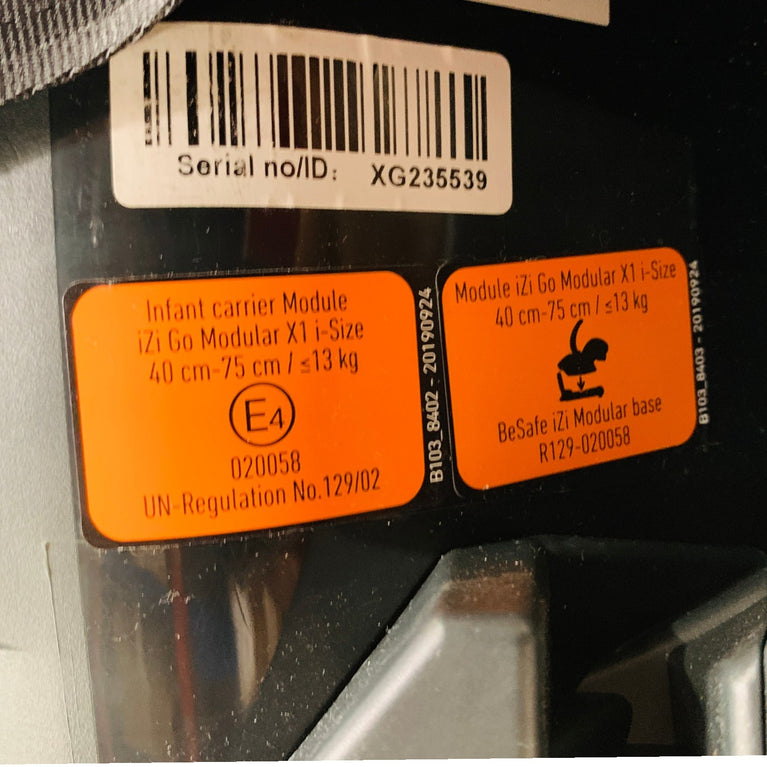 Serial no/ID: XG235539
Infant carrier Module
iZi Go Modular X1 i-Size
40 cm-75 cm / ≤13 kg
E4
020058
UN-Regulation No.129/02
B103_8402 - 20190924
Module iZi Go Modular X1 i-Size
40 cm-75 cm / ≤13 kg
BeSafe iZi Modular base
R129-020058
B103_8403 - 20190924